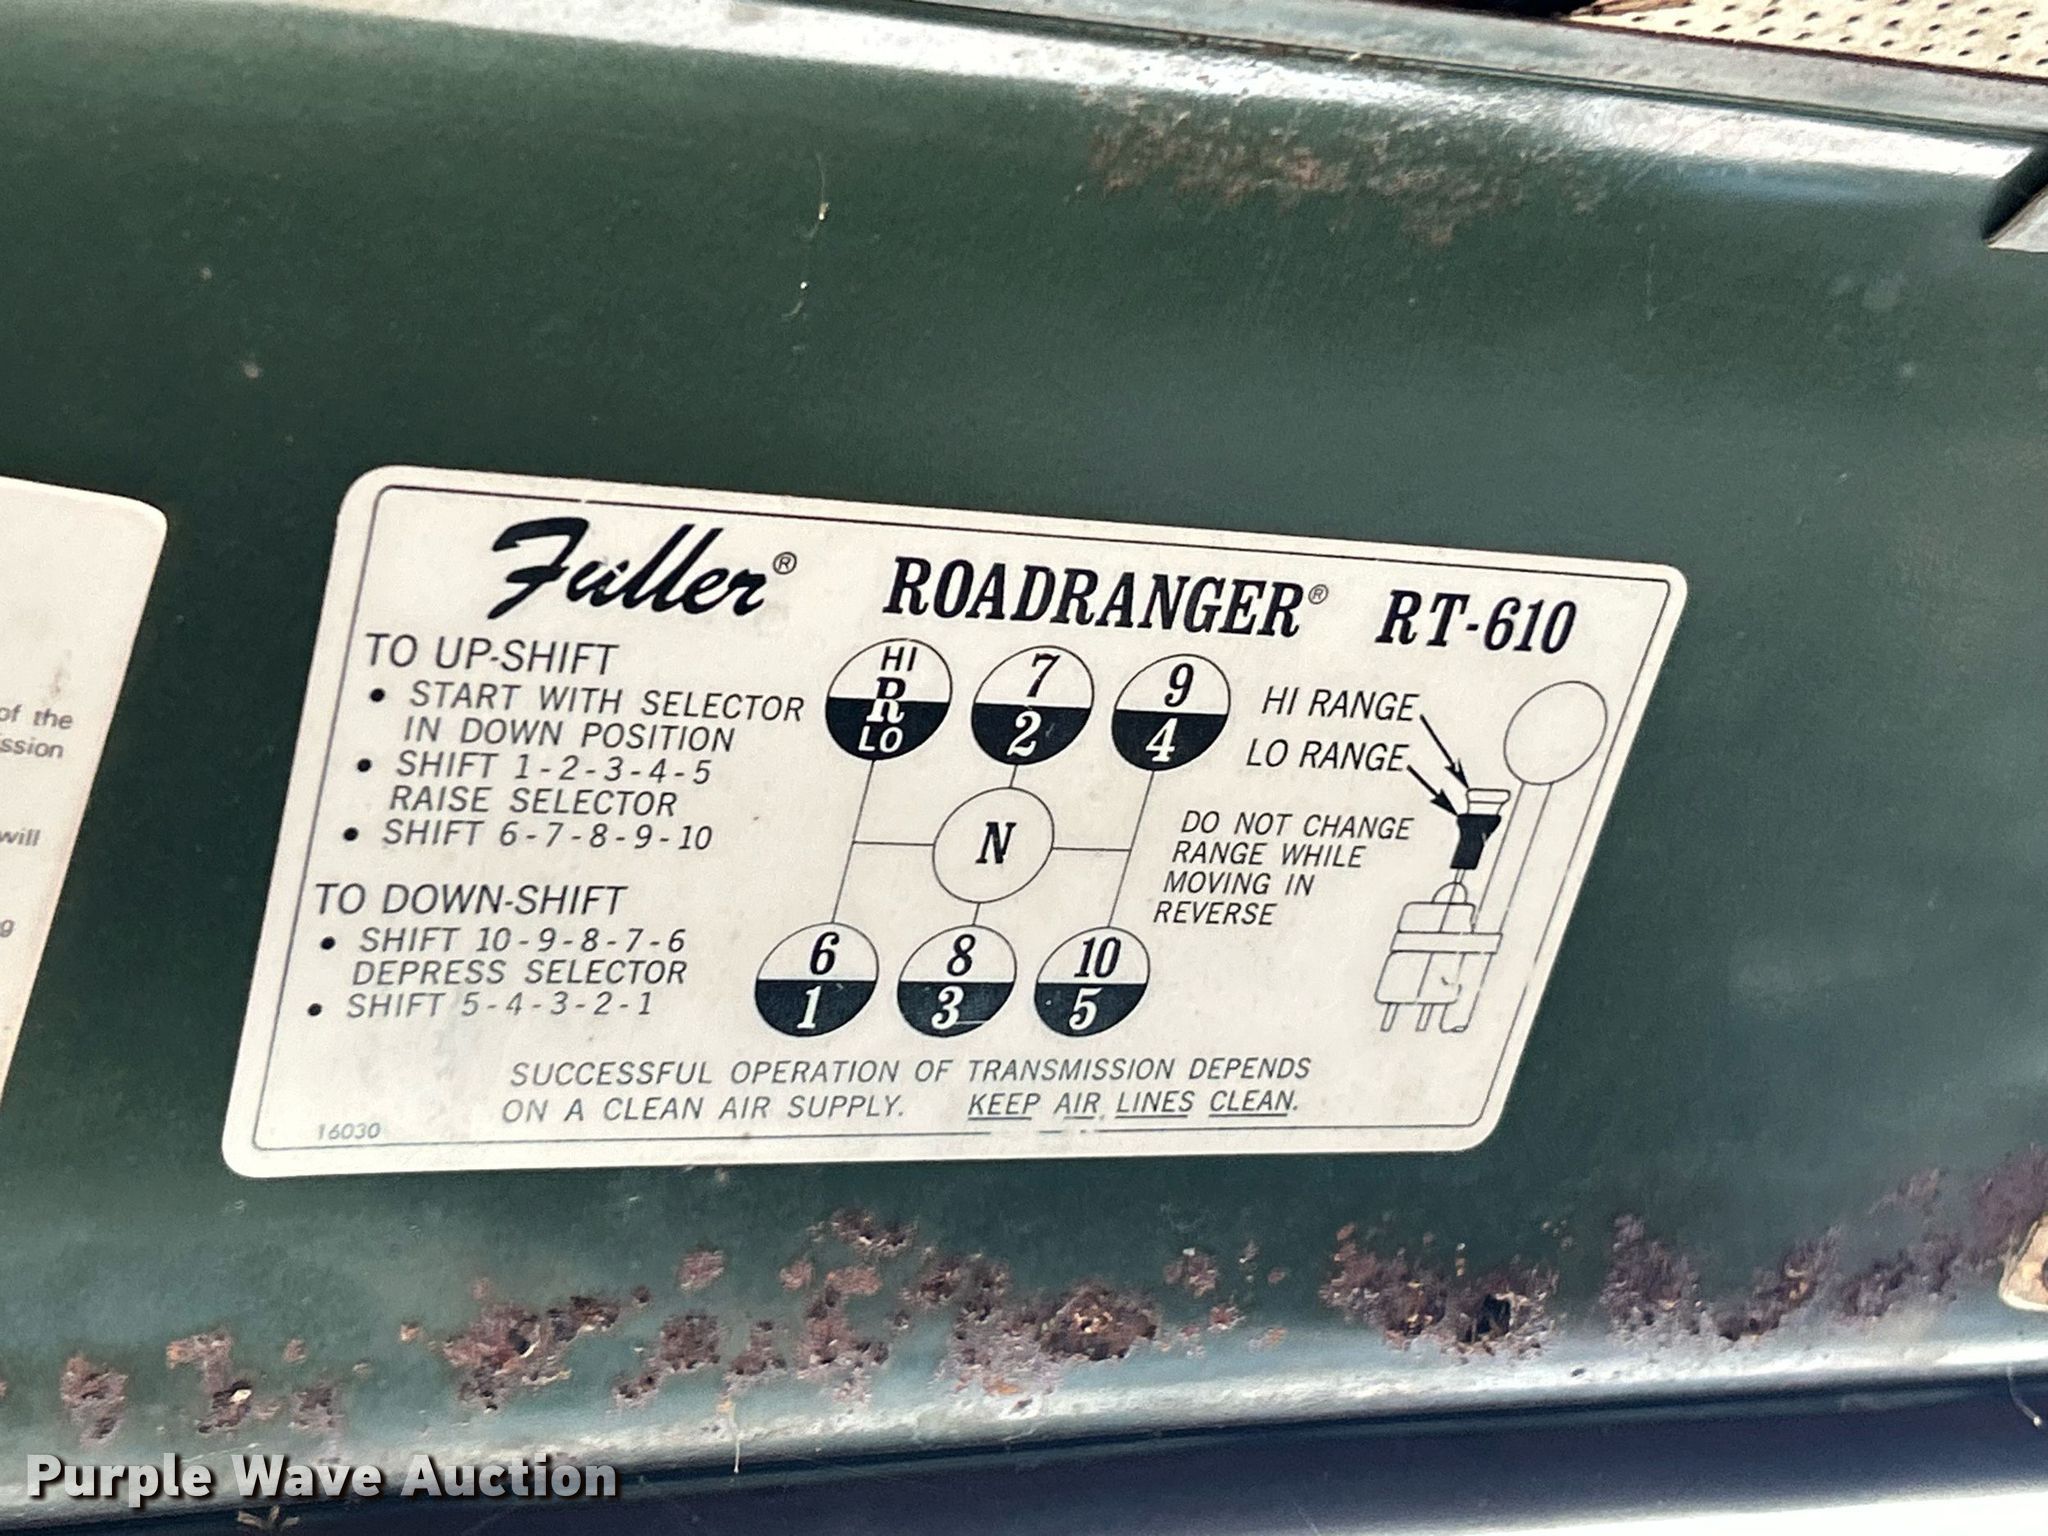 of the
ssion
will
g
Fuller® ROADRANGER® RT-610
TO UP-SHIFT
• START WITH SELECTOR
IN DOWN POSITION
• SHIFT 1-2-3-4-5
RAISE SELECTOR
• SHIFT 6-7-8-9-10
TO DOWN-SHIFT
• SHIFT 10-9-8-7-6
DEPRESS SELECTOR
• SHIFT 5-4-3-2-1
HI
R
LO
7
2
9
4
N
6
1
8
3
10
5
HI RANGE
LO RANGE
DO NOT CHANGE
RANGE WHILE
MOVING IN
REVERSE
SUCCESSFUL OPERATION OF TRANSMISSION DEPENDS
ON A CLEAN AIR SUPPLY. KEEP AIR LINES CLEAN.
16030
Purple Wave Auction